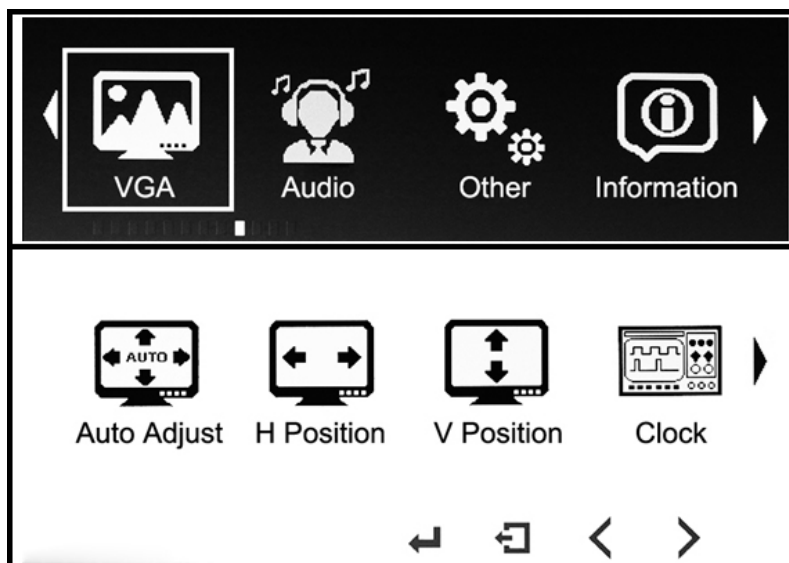 VGA Audio Other Information
AUTO
Auto Adjust H Position V Position Clock